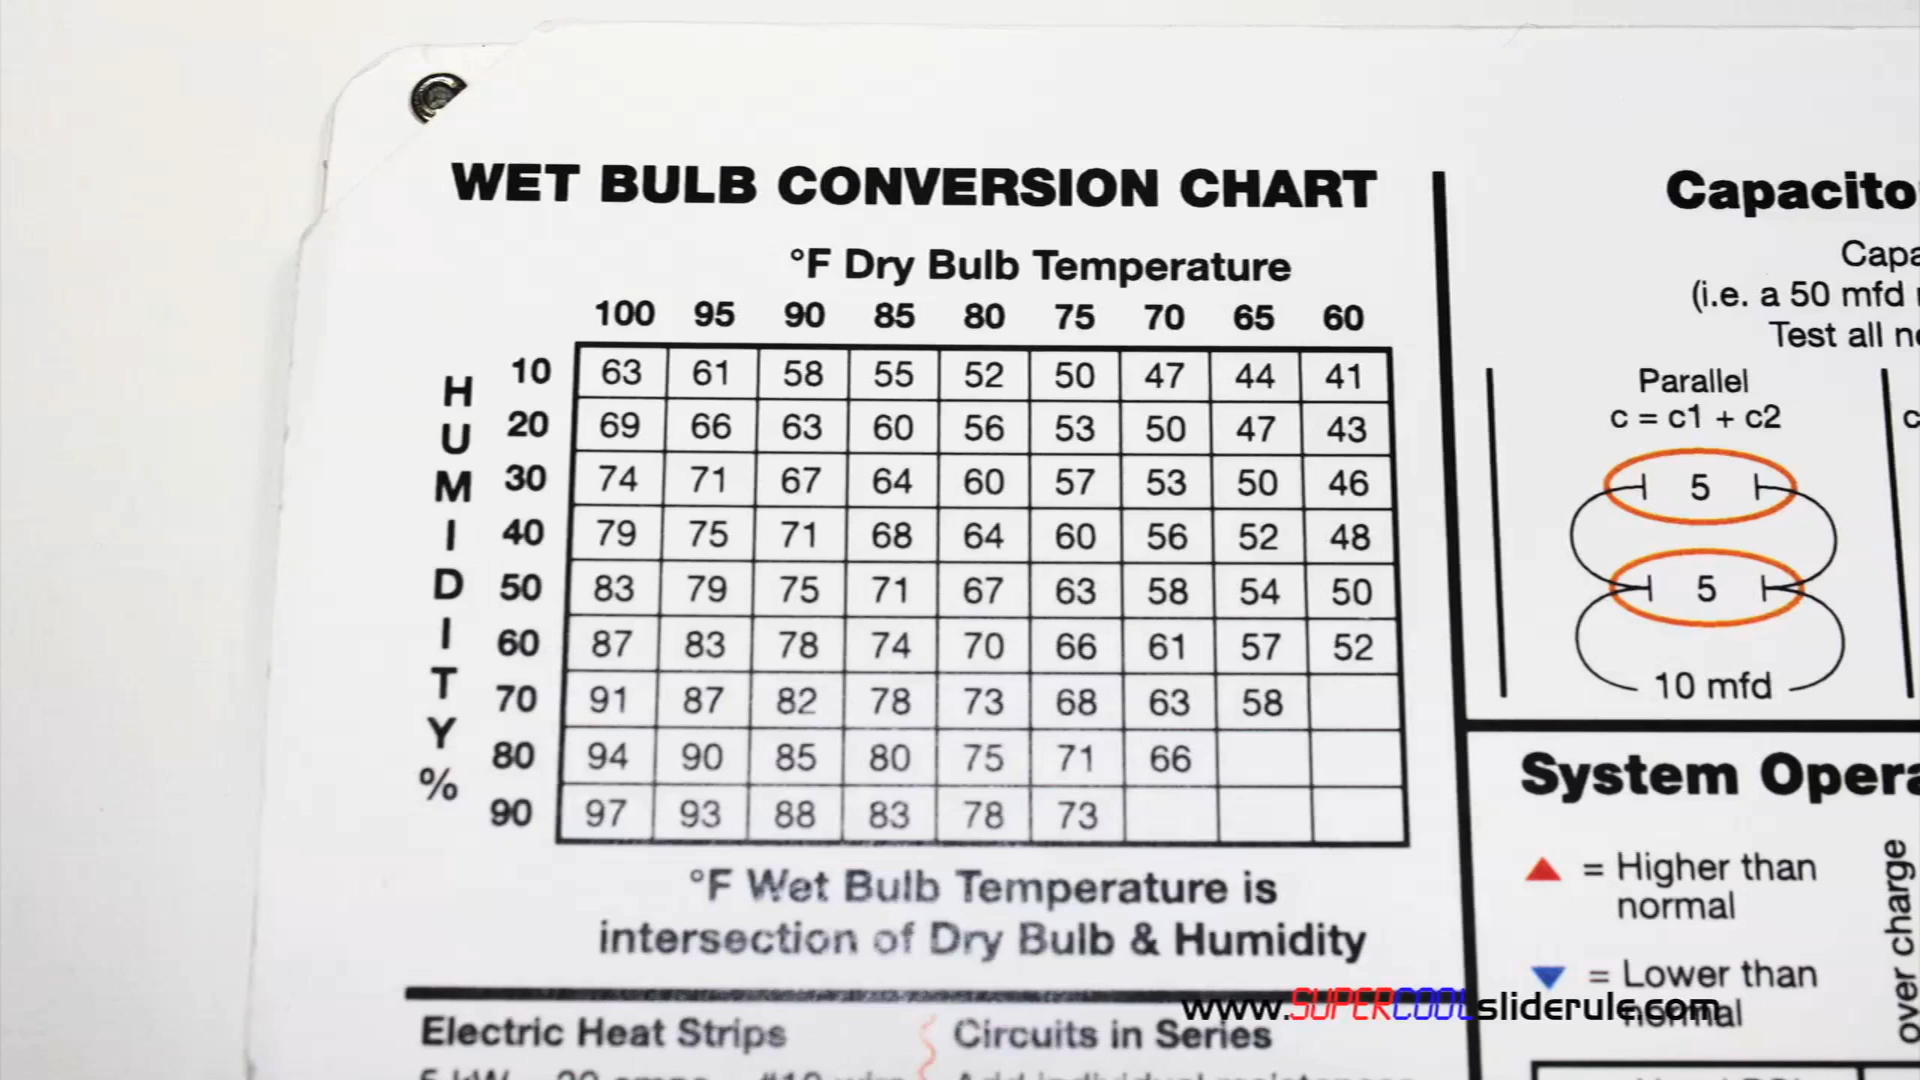 WET BULB CONVERSION CHART
°F Dry Bulb Temperature
100 95 90 85 80 75 70 65 60
HUMIDITY %
10 63 61 58 55 52 50 47 44 41
20 69 66 63 60 56 53 50 47 43
30 74 71 67 64 60 57 53 50 46
40 79 75 71 68 64 60 56 52 48
50 83 79 75 71 67 63 58 54 50
60 87 83 78 74 70 66 61 57 52
70 91 87 82 78 73 68 63 58
80 94 90 85 80 75 71 66
90 97 93 88 83 78 73
°F Wet Bulb Temperature is
intersection of Dry Bulb & Humidity
Electric Heat Strips
Circuits in Series
Capacito
Capa
(i.e. a 50 mfd
Test all
Parallel
c = c1 + c2
c
5
5
10 mfd
System Opera
= Higher than
normal
= Lower than
normal
over charge
www.SUPERCOOLsliderule.com